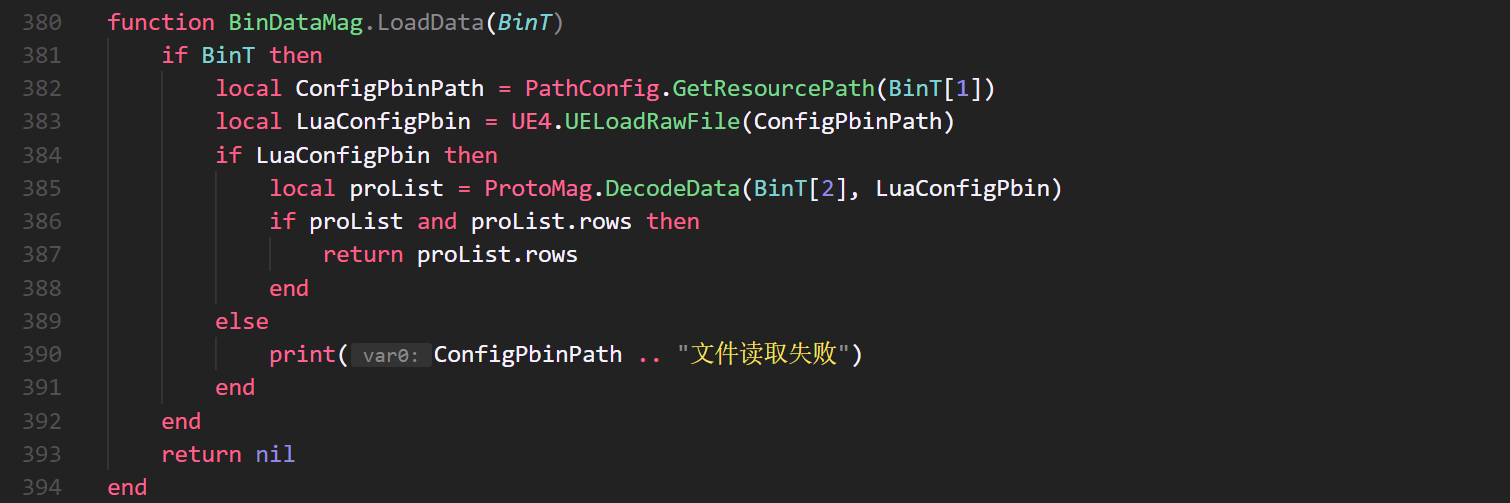 380 function BinDataMag.LoadData(BinT)
381 if BinT then
382 local ConfigPbinPath = PathConfig.GetResourcePath(BinT[1])
383 local LuaConfigPbin = UE4.UELoadRawFile(ConfigPbinPath)
384 if LuaConfigPbin then
385 local proList = ProtoMag.DecodeData(BinT[2], LuaConfigPbin)
386 if proList and proList.rows then
387 return proList.rows
388 end
389 else
390 print( var0: ConfigPbinPath .. "文件读取失败")
391 end
392 end
393 return nil
394 end